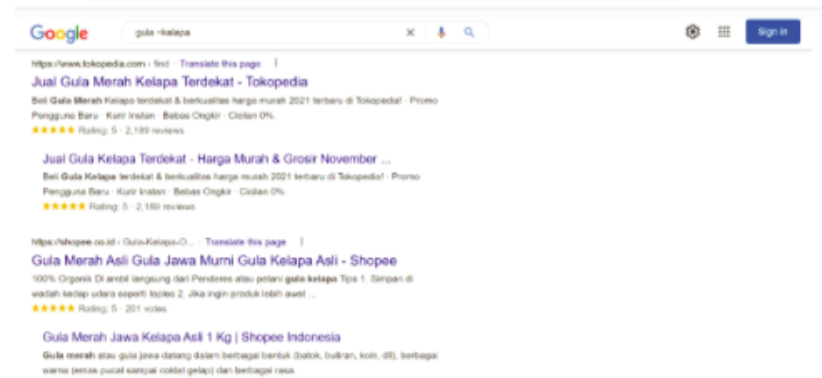 Google
gula ~kelapa
Sign in
https://www.tokopedia.com › find · Translate this page
Jual Gula Merah Kelapa Terdekat - Tokopedia
Beli Gula Merah Kelapa terdekat & berkualitas harga murah 2021 terbaru di Tokopedia! · Promo
Pengguna Baru · Kurir Instan · Bebas Ongkir · Cicilan 0%.
Rating: 5 · 2,189 reviews
Jual Gula Kelapa Terdekat - Harga Murah & Grosir November ...
Beli Gula Kelapa terdekat & berkualitas harga murah 2021 terbaru di Tokopedia! · Promo
Pengguna Baru · Kurir Instan · Bebas Ongkir · Cicilan 0%.
Rating: 5 · 2,189 reviews
https://shopee.co.id › Gula-Kelapa-O... · Translate this page
Gula Merah Asli Gula Jawa Murni Gula Kelapa Asli - Shopee
100% Organik Di ambil langsung dari Penderes atau petani gula kelapa Tips 1. Simpan di
wadah kedap udara seperti toples 2. Jika ingin produk lebih awet ...
Rating: 5 · 201 votes
Gula Merah Jawa Kelapa Asli 1 Kg | Shopee Indonesia
Gula merah atau gula jawa datang dalam berbagai bentuk (batok, butiran, koin, dll), berbagai
warna (emas pucat sampai coklat gelap) dan berbagai rasa.